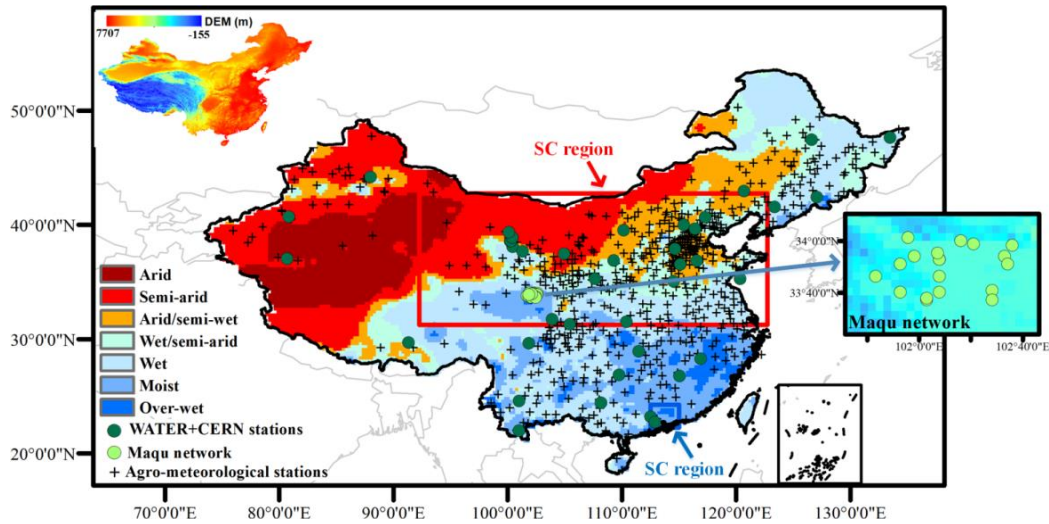 7707
-155
DEM (m)
50°0'0"N
40°0'0"N
30°0'0"N
20°0'0"N
SC region
Arid
Semi-arid
Arid/semi-wet
Wet/semi-arid
Wet
Moist
Over-wet
WATER+CERN stations
Maqu network
+ Agro-meteorological stations
SC region
34°0'0"N
33°40'0"N
Maqu network
102°0'0"E
102°40'0"E
70°0'0"E
80°0'0"E
90°0'0"E
100°0'0"E
110°0'0"E
120°0'0"E
130°0'0"E